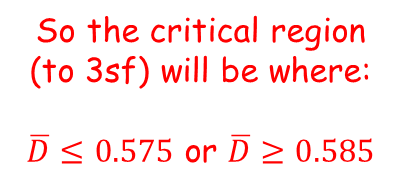 So the critical region
(to 3sf) will be where:
D̅ ≤ 0.575 or D̅ ≥ 0.585